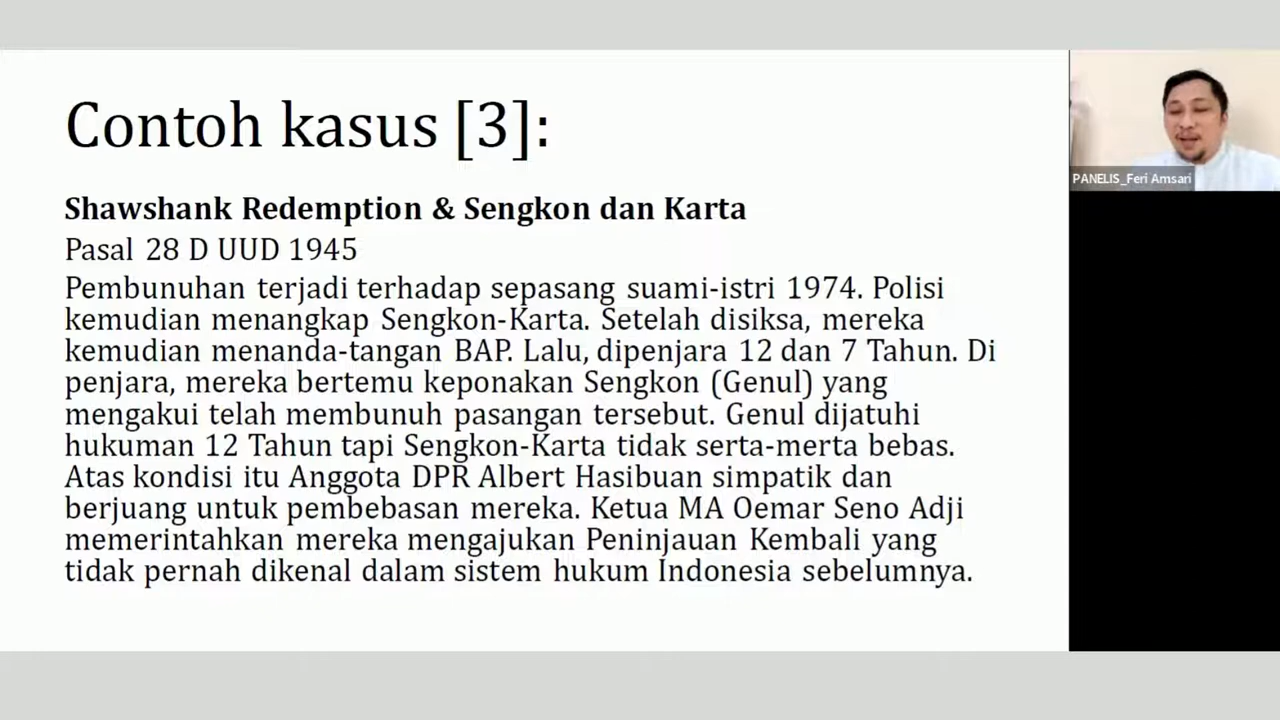 Contoh kasus [3]:
Shawshank Redemption & Sengkon dan Karta
Pasal 28 D UUD 1945
Pembunuhan terjadi terhadap sepasang suami-istri 1974. Polisi
kemudian menangkap Sengkon-Karta. Setelah disiksa, mereka
kemudian menanda-tangan BAP. Lalu, dipenjara 12 dan 7 Tahun. Di
penjara, mereka bertemu keponakan Sengkon (Genul) yang
mengakui telah membunuh pasangan tersebut. Genul dijatuhi
hukuman 12 Tahun tapi Sengkon-Karta tidak serta-merta bebas.
Atas kondisi itu Anggota DPR Albert Hasibuan simpatik dan
berjuang untuk pembebasan mereka. Ketua MA Oemar Seno Adji
memerintahkan mereka mengajukan Peninjauan Kembali yang
tidak pernah dikenal dalam sistem hukum Indonesia sebelumnya.
PANELIS_Feri Amsari